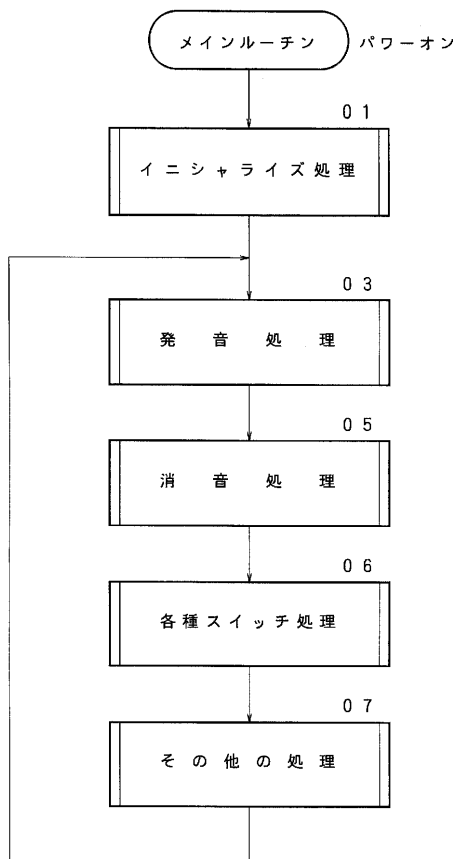 メインルーチン パワーオン
01
イニシャライズ処理
03
発音処理
05
消音処理
06
各種スイッチ処理
07
その他の処理